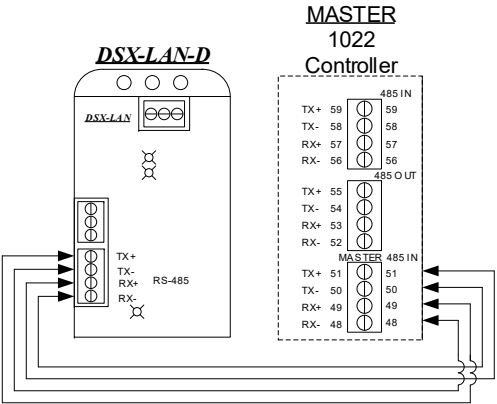 MASTER
1022
Controller
DSX-LAN-D
DSX-LAN
TX+
TX-
RX+
RX-
RS-485
485 IN
TX+ 59 59
TX- 58 58
RX+ 57 57
RX- 56 56
485 OUT
TX+ 55
TX- 54
RX+ 53
RX- 52
MASTER 485 IN
TX+ 51 51
TX- 50 50
RX+ 49 49
RX- 48 48